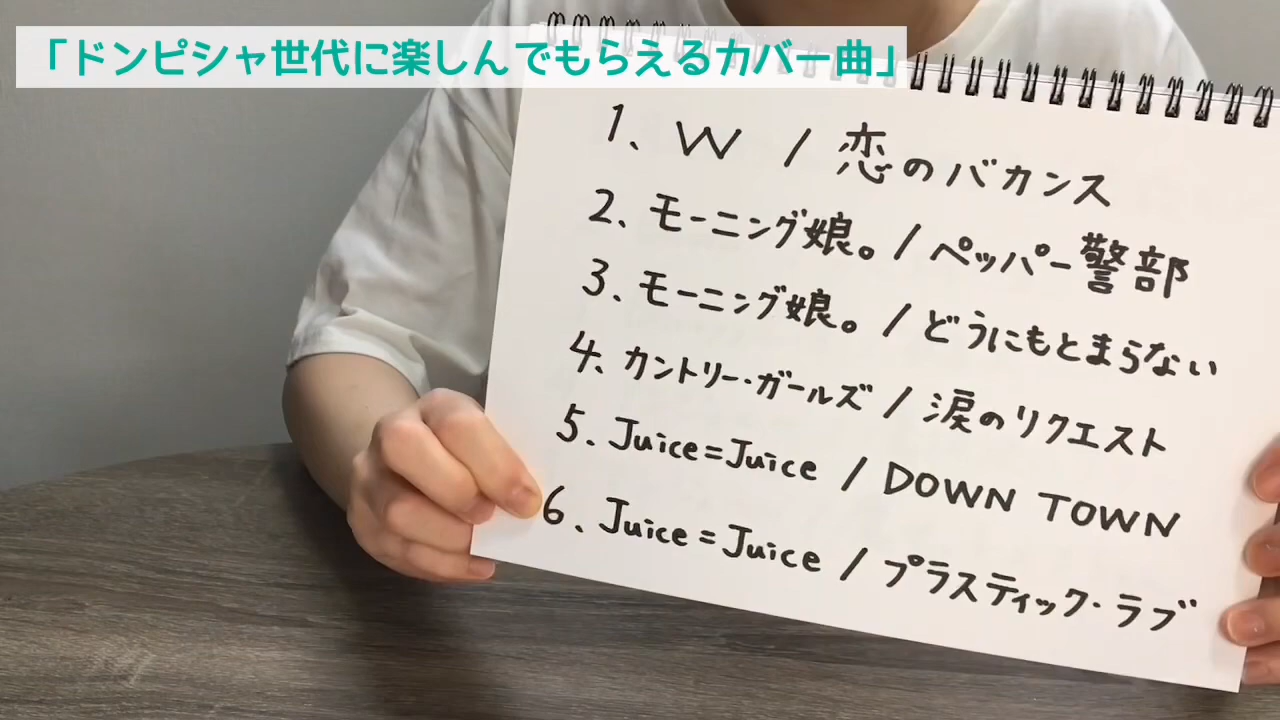 「ドンピシャ世代に楽しんでもらえるカバー曲」
1、W / 恋のバカンス
2、モーニング娘。/ ペッパー警部
3、モーニング娘。/ どうにもとまらない
4、カントリー・ガールズ / 涙のリクエスト
5、Juice=Juice / DOWN TOWN
6、Juice=Juice / プラスティック・ラブ